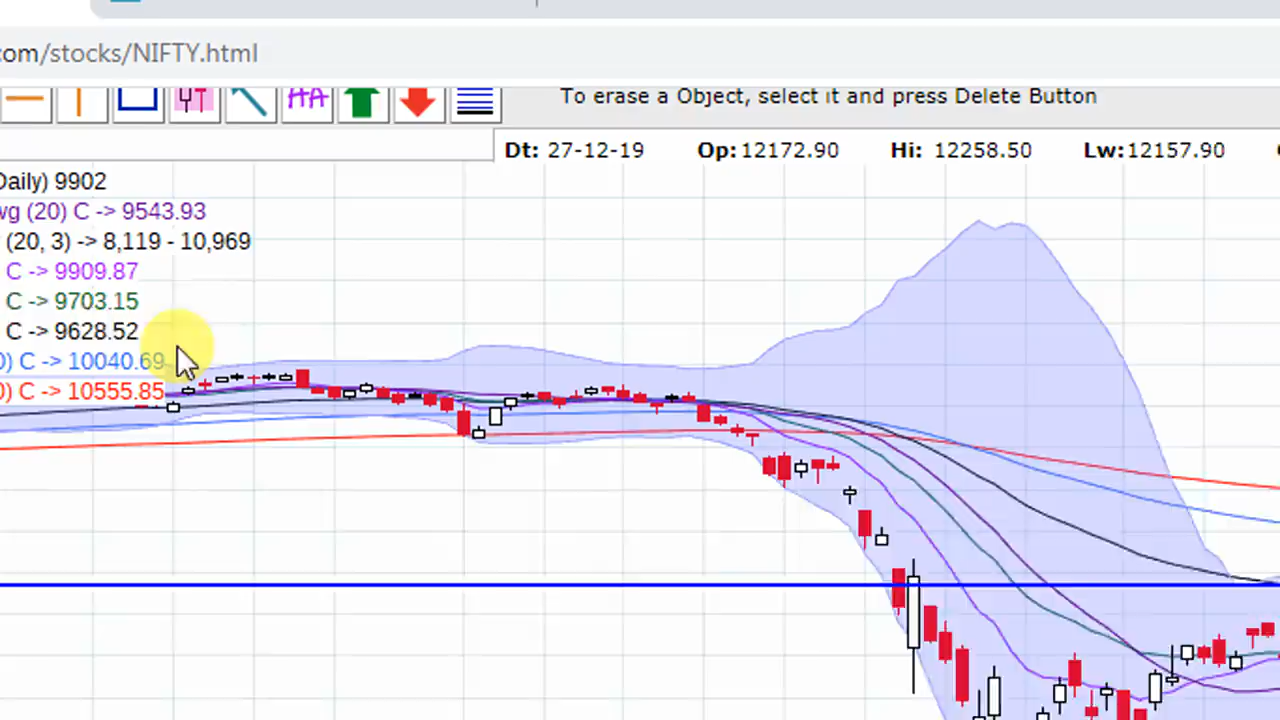 com/stocks/NIFTY.html
HA
To erase a Object, select it and press Delete Button
Dt: 27-12-19 Op:12172.90 Hi: 12258.50 Lw:12157.90
Daily) 9902
(20) C -> 9543.93
(20, 3) -> 8,119 - 10,969
C -> 9909.87
C -> 9703.15
C -> 9628.52
0) C -> 10040.69
0) C -> 10555.85